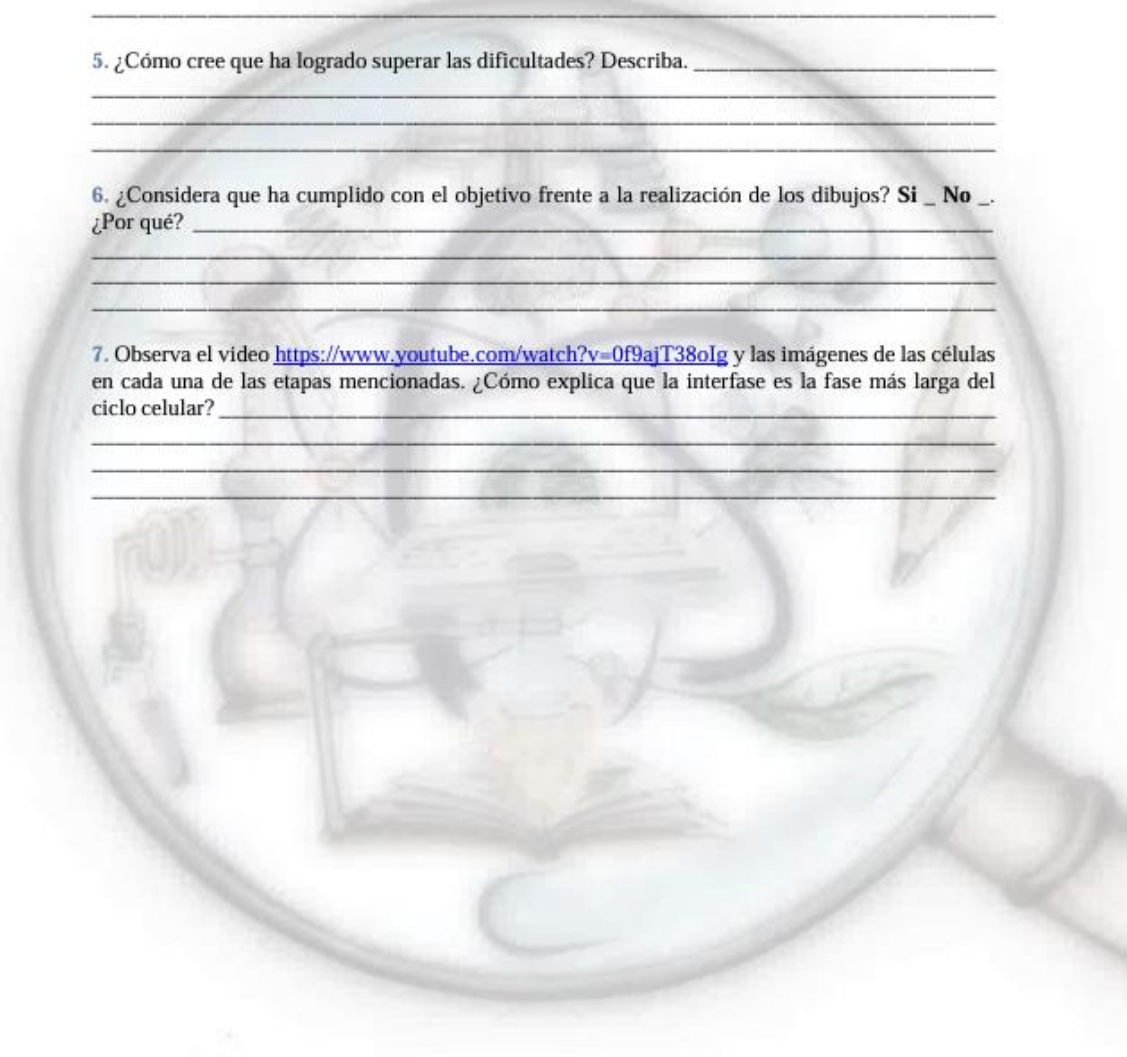 5. ¿Cómo cree que ha logrado superar las dificultades? Describa.
6. ¿Considera que ha cumplido con el objetivo frente a la realización de los dibujos? Si _ No _.
¿Por qué?
7. Observa el video https://www.youtube.com/watch?v=0f9ajT38oIg y las imágenes de las células
en cada una de las etapas mencionadas. ¿Cómo explica que la interfase es la fase más larga del
ciclo celular?